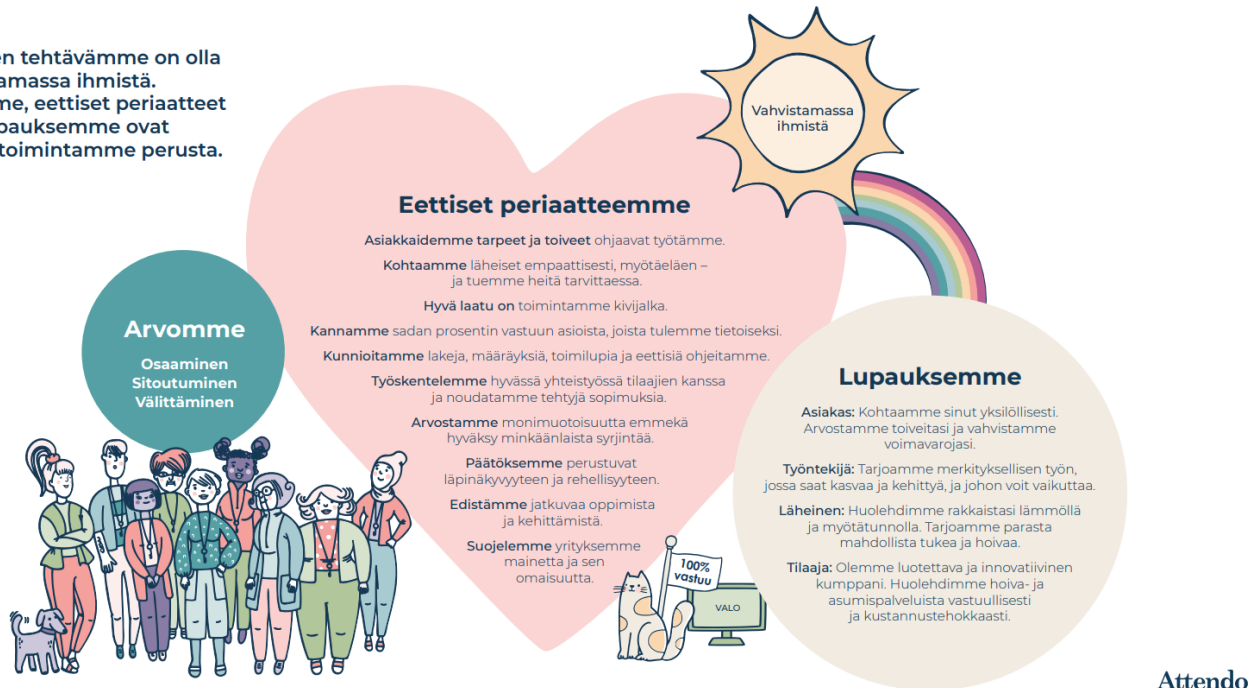 en tehtävämme on olla
amassa ihmistä.
me, eettiset periaatteet
pauksemme ovat
toimintamme perusta.
Vahvistamassa
ihmistä
Eettiset periaatteemme
Asiakkaidemme tarpeet ja toiveet ohjaavat työtämme.
Kohtaamme läheiset empaattisesti, myötäeläen –
ja tuemme heitä tarvittaessa.
Hyvä laatu on toimintamme kivijalka.
Kannamme sadan prosentin vastuun asioista, joista tulemme tietoiseksi.
Kunnioitamme lakeja, määräyksiä, toimilupia ja eettisiä ohjeitamme.
Työskentelemme hyvässä yhteistyössä tilaajien kanssa
ja noudatamme tehtyjä sopimuksia.
Arvostamme monimuotoisuutta emmekä
hyväksy minkäänlaista syrjintää.
Päätöksemme perustuvat
läpinäkyvyyteen ja rehellisyyteen.
Edistämme jatkuvaa oppimista
ja kehittämistä.
Suojelemme yrityksemme
mainetta ja sen
omaisuutta.
Arvomme
Osaaminen
Sitoutuminen
Välittäminen
100%
vastuu
VALO
Lupauksemme
Asiakas: Kohtaamme sinut yksilöllisesti.
Arvostamme toiveitasi ja vahvistamme
voimavarojasi.
Työntekijä: Tarjoamme merkityksellisen työn,
jossa saat kasvaa ja kehittyä, ja johon voit vaikuttaa.
Läheinen: Huolehdimme rakkaistasi lämmöllä
ja myötätunnolla. Tarjoamme parasta
mahdollista tukea ja hoivaa.
Tilaaja: Olemme luotettava ja innovatiivinen
kumppani. Huolehdimme hoiva- ja
asumispalveluista vastuullisesti
ja kustannustehokkaasti.
Attendo